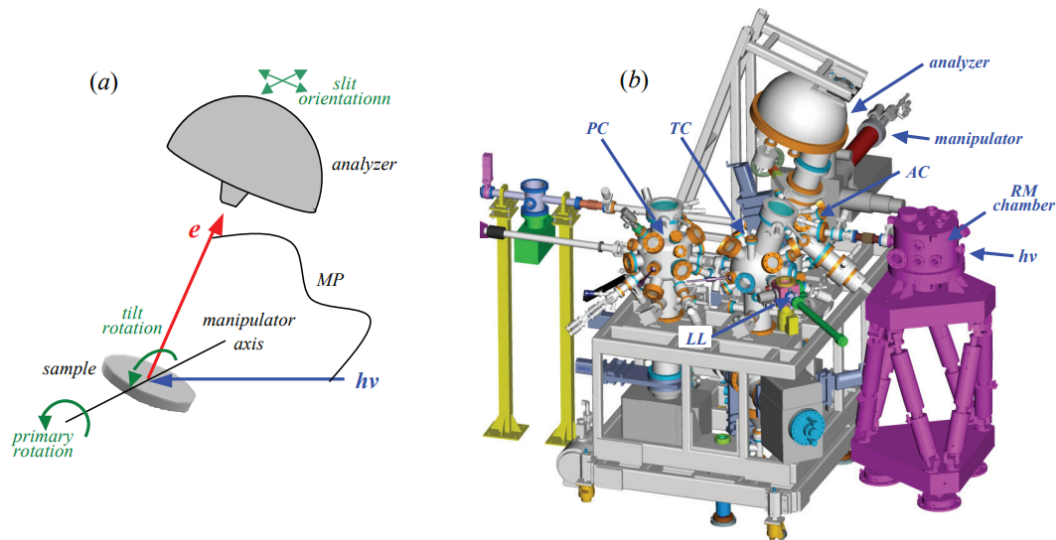 (a)
slit
orientationn
analyzer
e
MP
tilt
rotation
manipulator
axis
sample
hν
primary
rotation
(b)
analyzer
PC
TC
manipulator
AC
RM
chamber
hν
LL